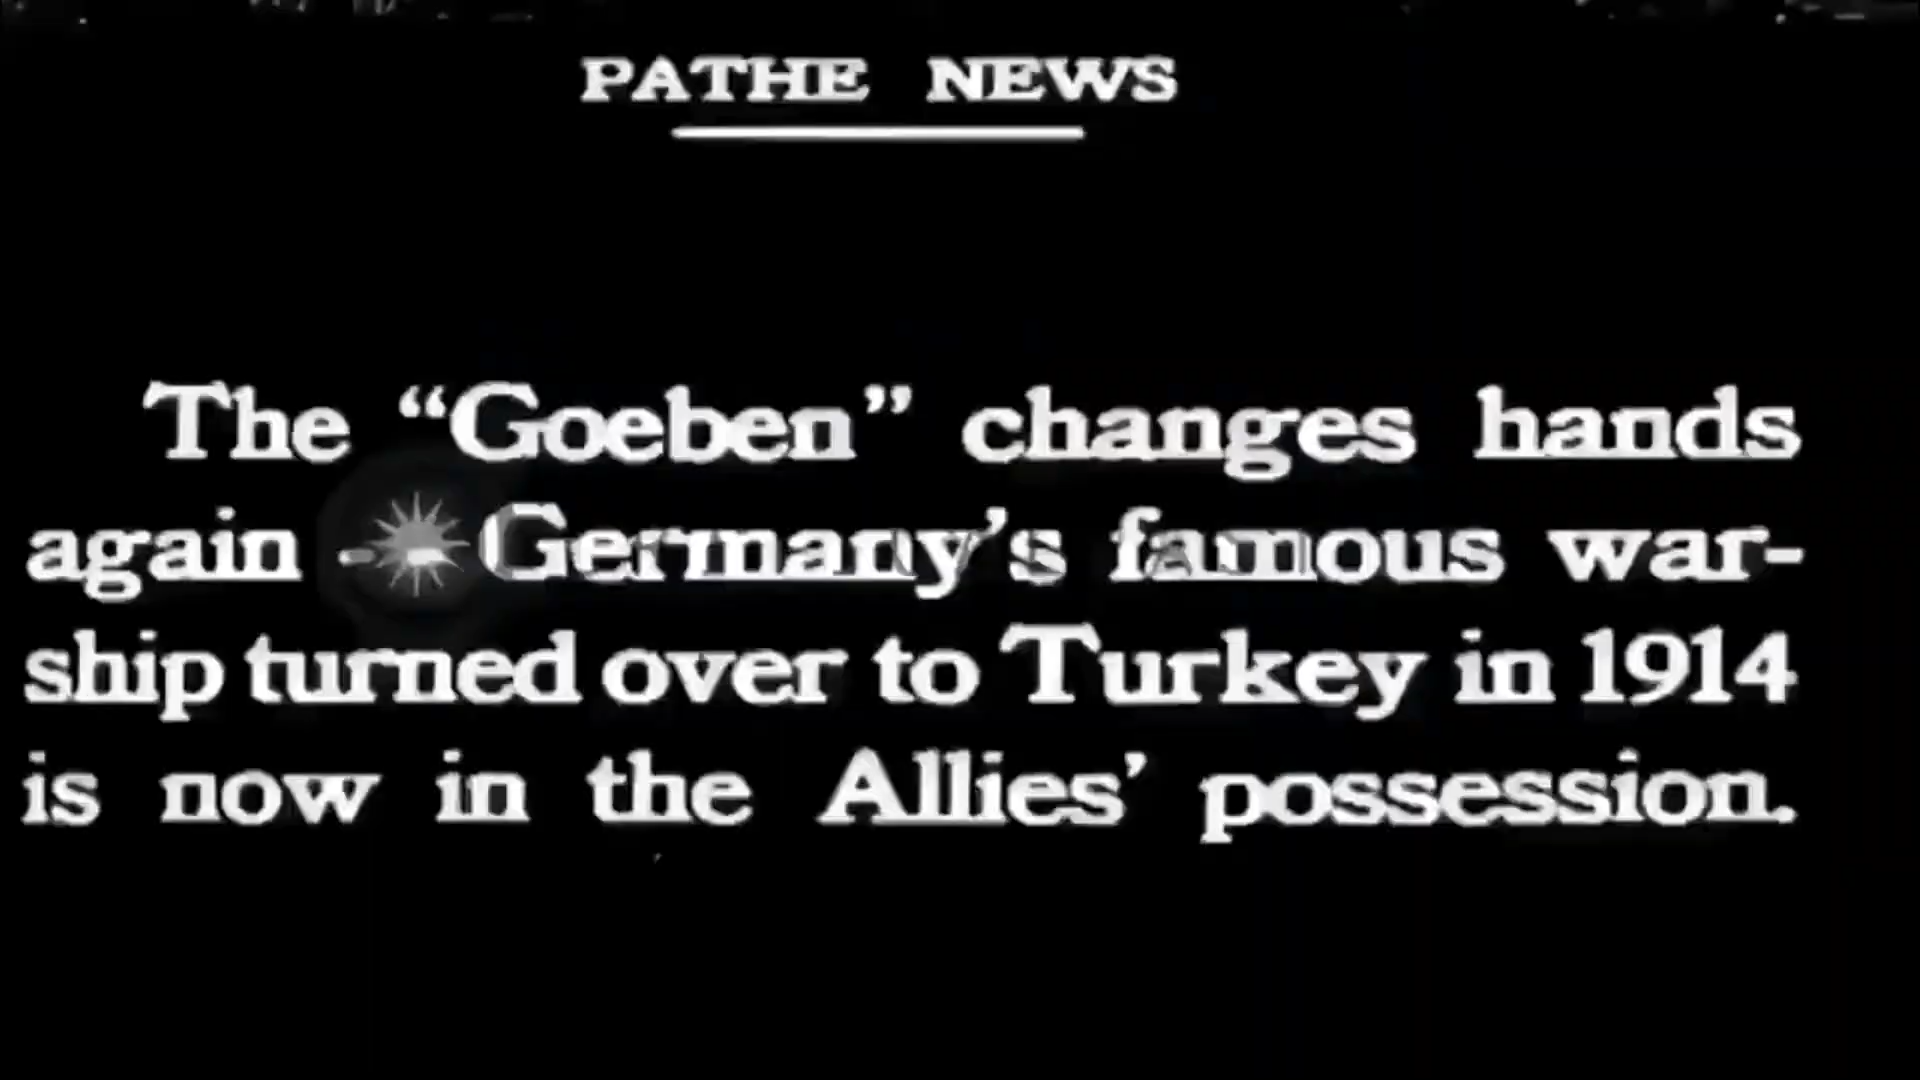 PATHE NEWS
The “Goeben” changes hands
again -- Germany’s famous war-
ship turned over to Turkey in 1914
is now in the Allies’ possession.